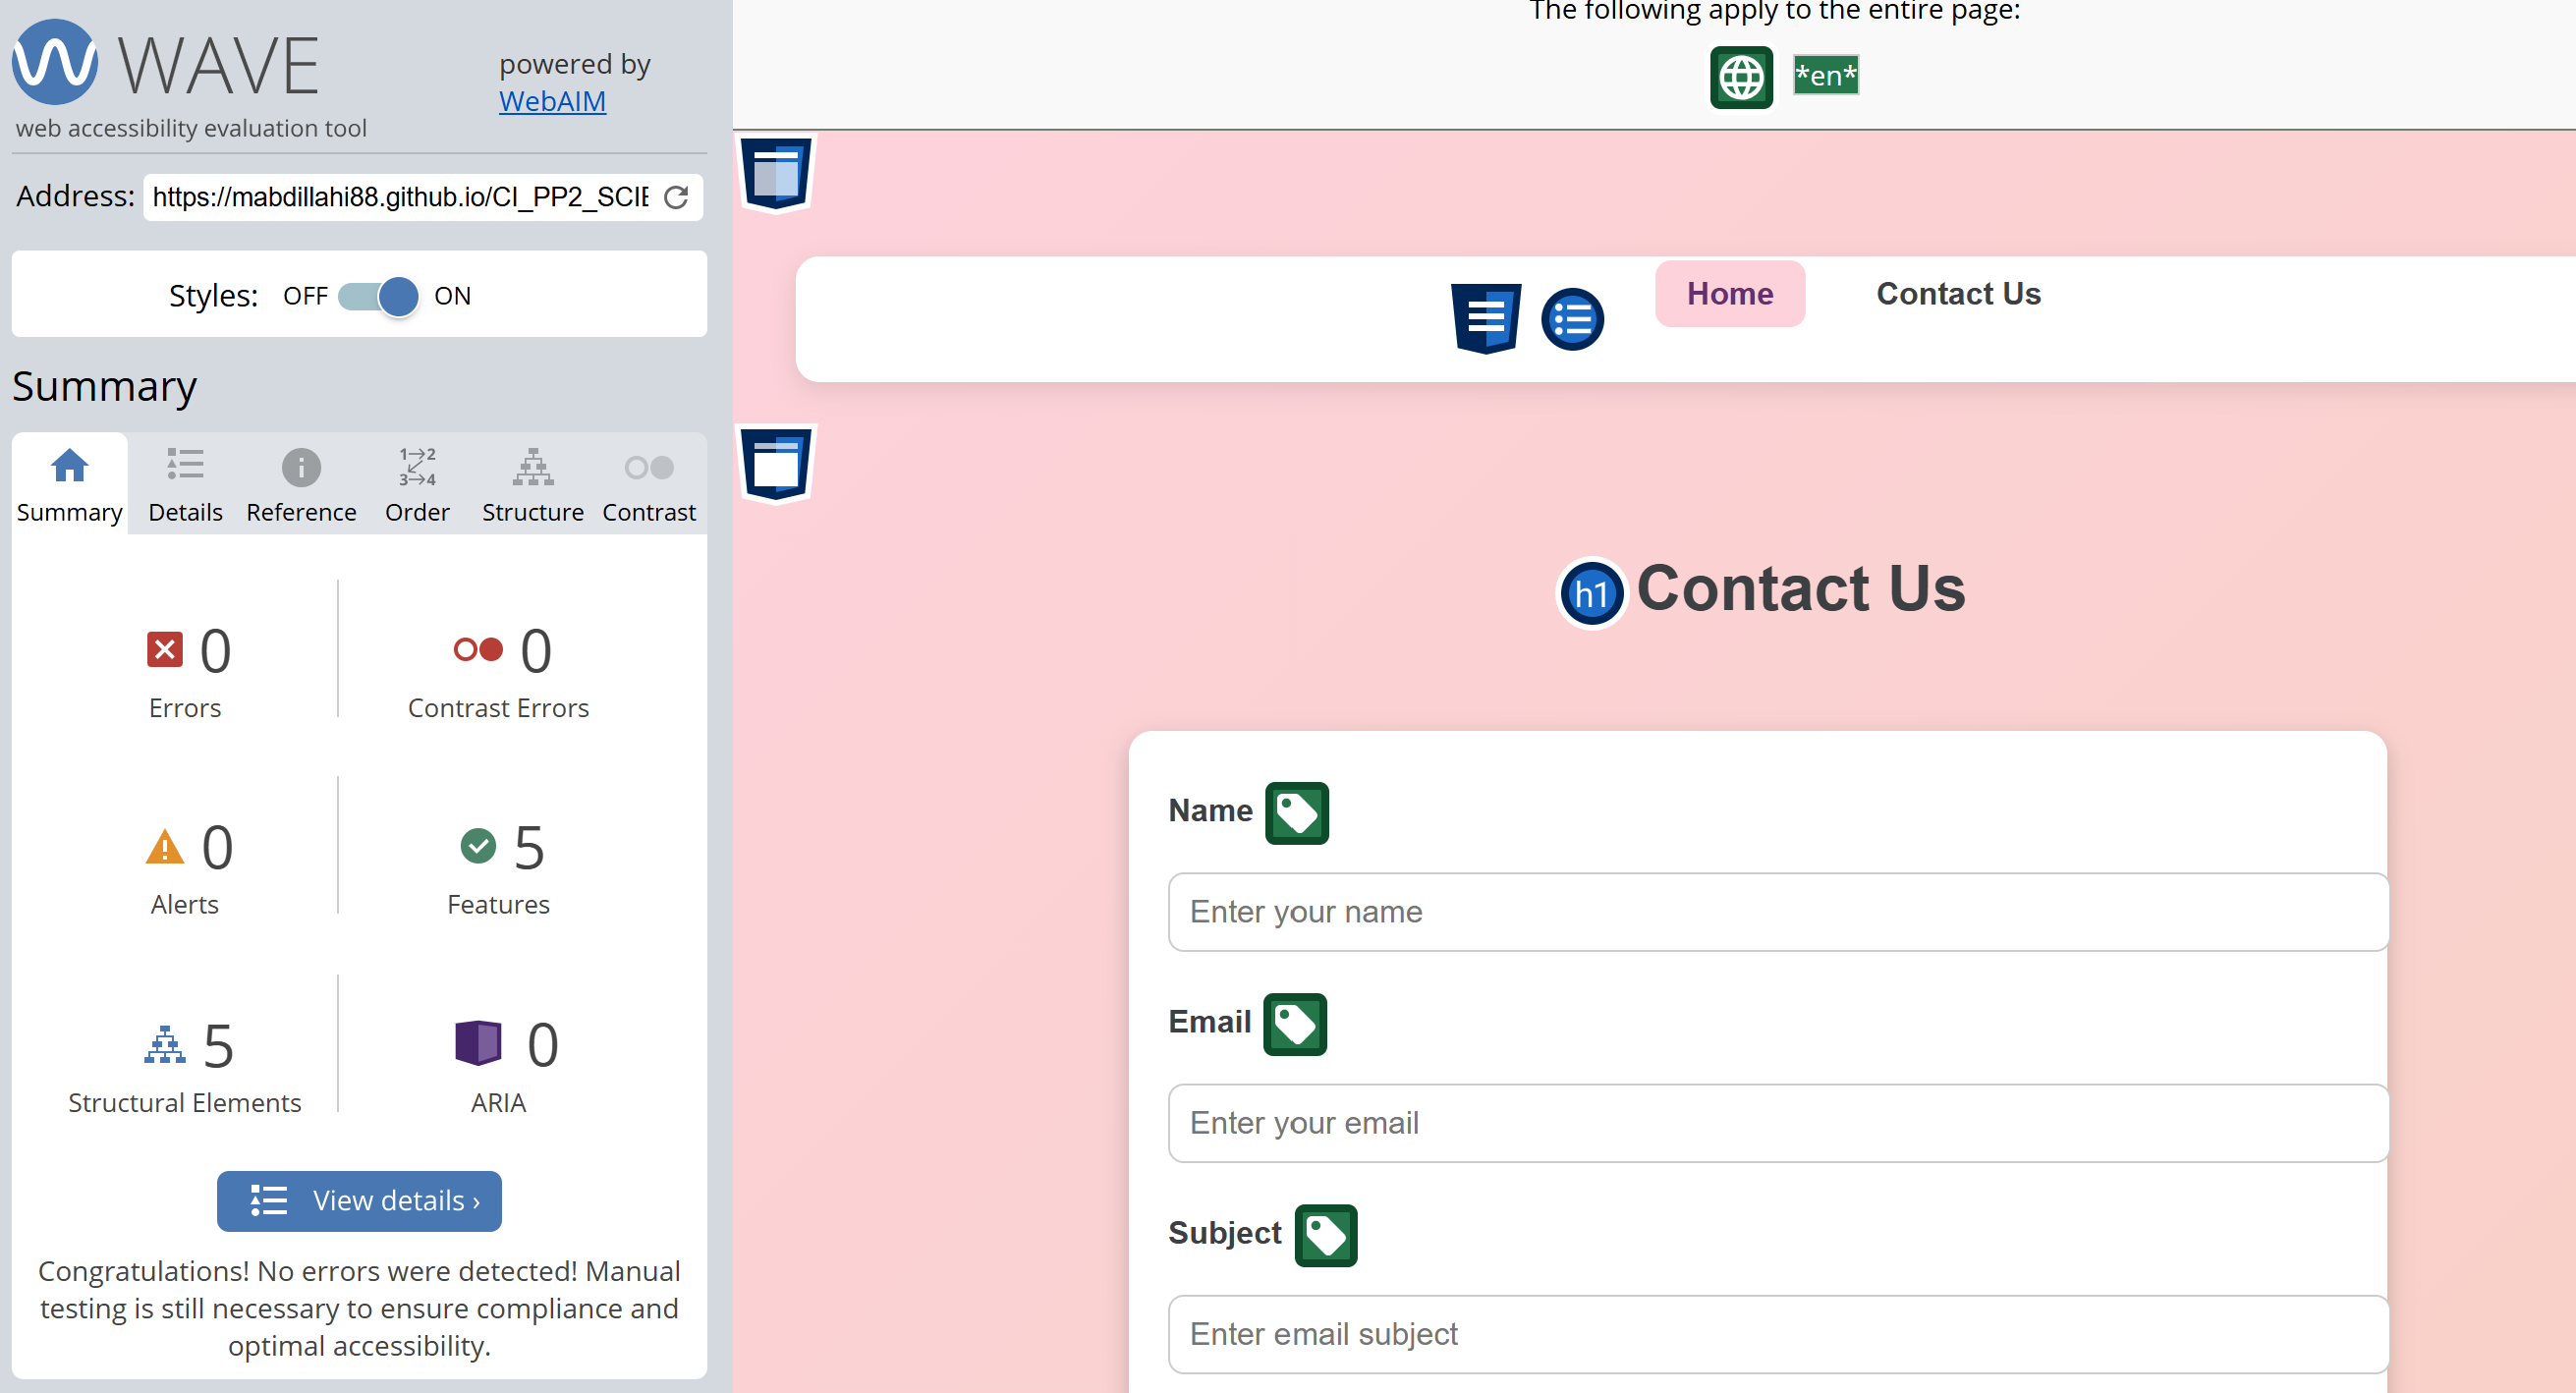 WAVE
powered by
WebAIM
web accessibility evaluation tool
Address: https://mabdillahi88.github.io/CI_PP2_SCIE
Styles: OFF ON
Summary
1→2
3→4
Summary Details Reference Order Structure Contrast
0 0
Errors Contrast Errors
0 5
Alerts Features
5 0
Structural Elements ARIA
View details ›
Congratulations! No errors were detected! Manual
testing is still necessary to ensure compliance and
optimal accessibility.
The following apply to the entire page:
*en*
Home Contact Us
h1 Contact Us
Name
Enter your name
Email
Enter your email
Subject
Enter email subject